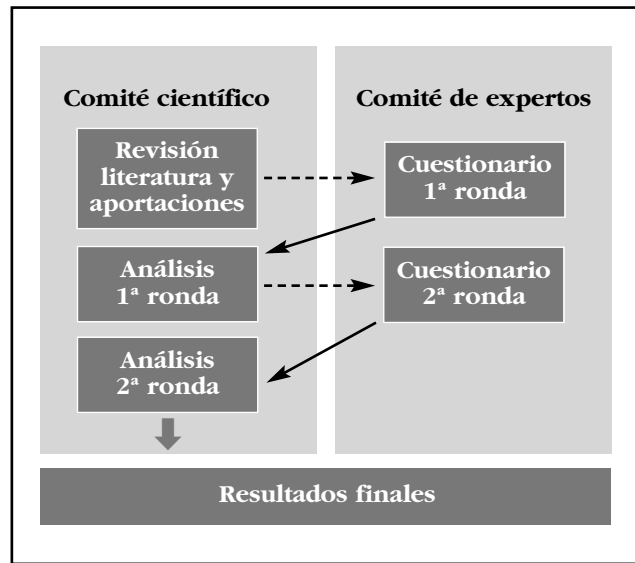 Comité científico
Revisión
literatura y
aportaciones
Análisis
1ª ronda
Análisis
2ª ronda
Comité de expertos
Cuestionario
1ª ronda
Cuestionario
2ª ronda
Resultados finales